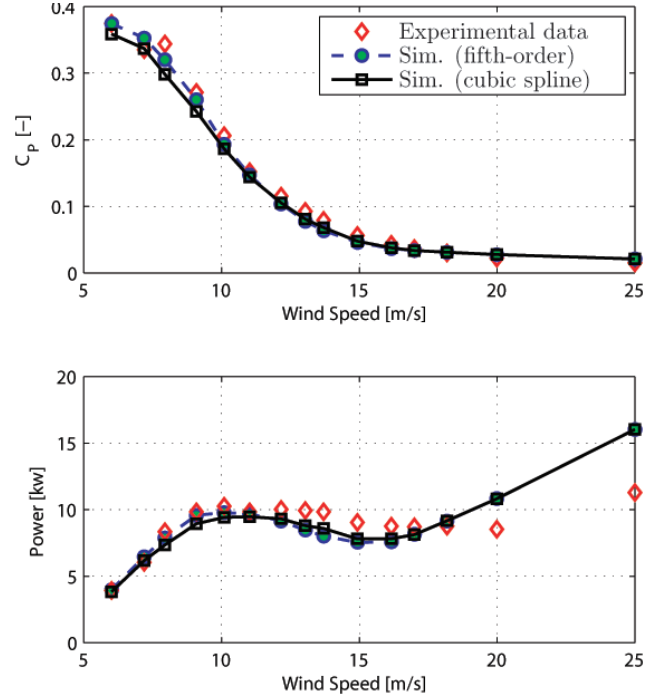 0.4
0.3
0.2
0.1
0
C_P [-]
Experimental data
Sim. (fifth-order)
Sim. (cubic spline)
5 10 15 20 25
Wind Speed [m/s]
20
15
10
5
0
Power [kw]
5 10 15 20 25
Wind Speed [m/s]